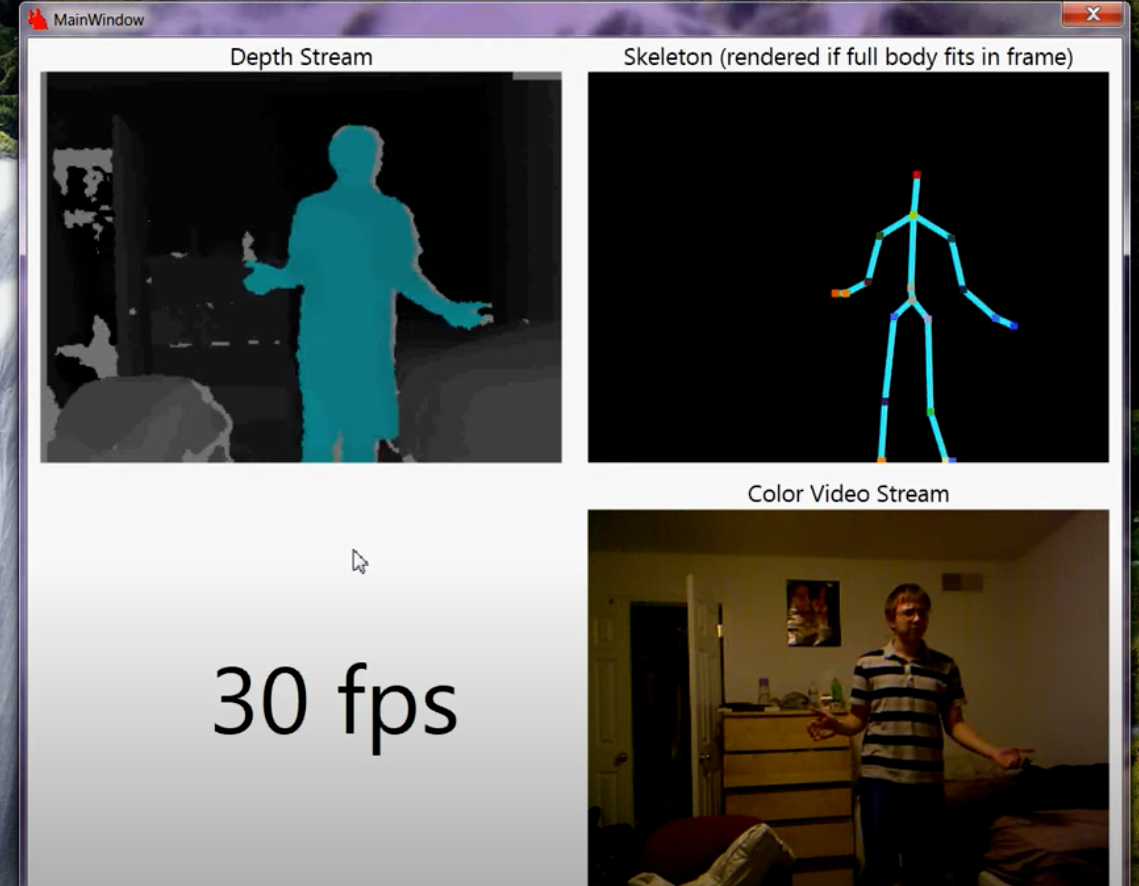 MainWindow
Depth Stream
Skeleton (rendered if full body fits in frame)
Color Video Stream
30 fps